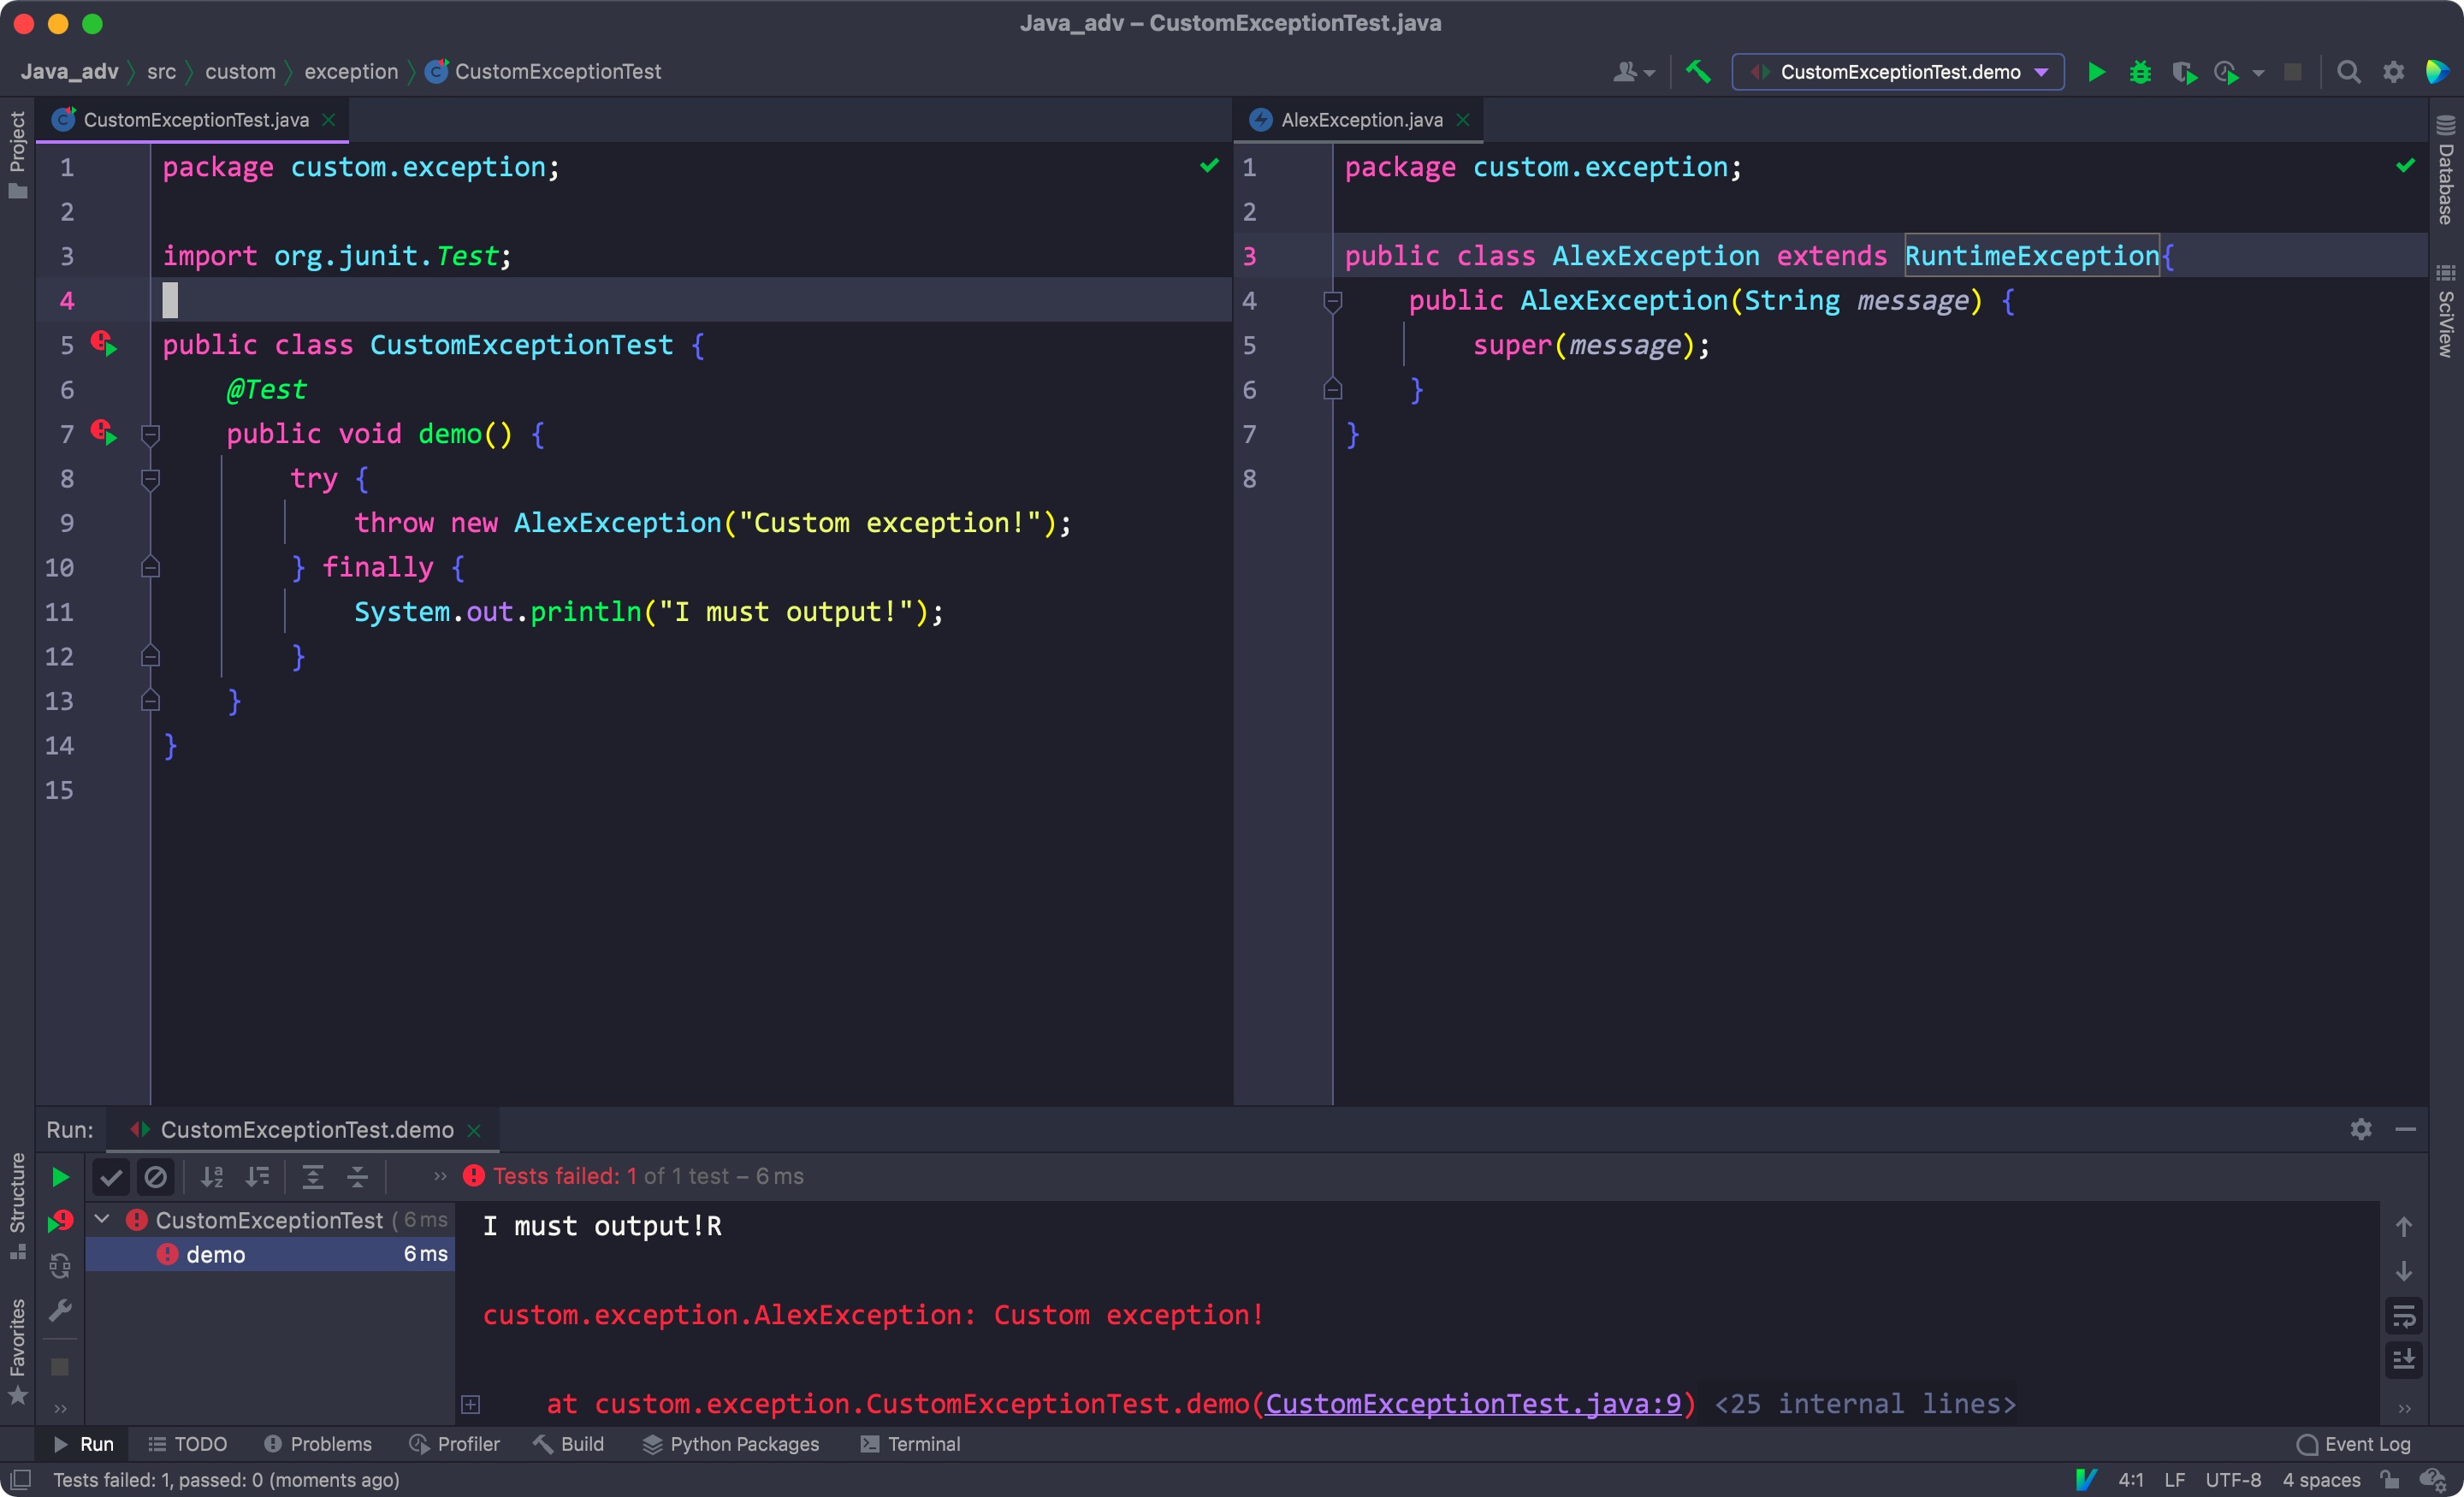 Java_adv – CustomExceptionTest.java
Java_adv src custom exception CustomExceptionTest
CustomExceptionTest.demo
Project
CustomExceptionTest.java
1 package custom.exception;
2
3 import org.junit.Test;
4
5 public class CustomExceptionTest {
6 @Test
7 public void demo() {
8 try {
9 throw new AlexException("Custom exception!");
10 } finally {
11 System.out.println("I must output!");
12 }
13 }
14 }
15
AlexException.java
1 package custom.exception;
2
3 public class AlexException extends RuntimeException{
4 public AlexException(String message) {
5 super(message);
6 }
7 }
8
Database
SciView
Structure
Favorites
Run: CustomExceptionTest.demo
» Tests failed: 1 of 1 test – 6 ms
CustomExceptionTest ( 6 ms
demo 6 ms
I must output!R
custom.exception.AlexException: Custom exception!
at custom.exception.CustomExceptionTest.demo(CustomExceptionTest.java:9) <25 internal lines>
Run TODO Problems Profiler Build Python Packages Terminal Event Log
Tests failed: 1, passed: 0 (moments ago) 4:1 LF UTF-8 4 spaces